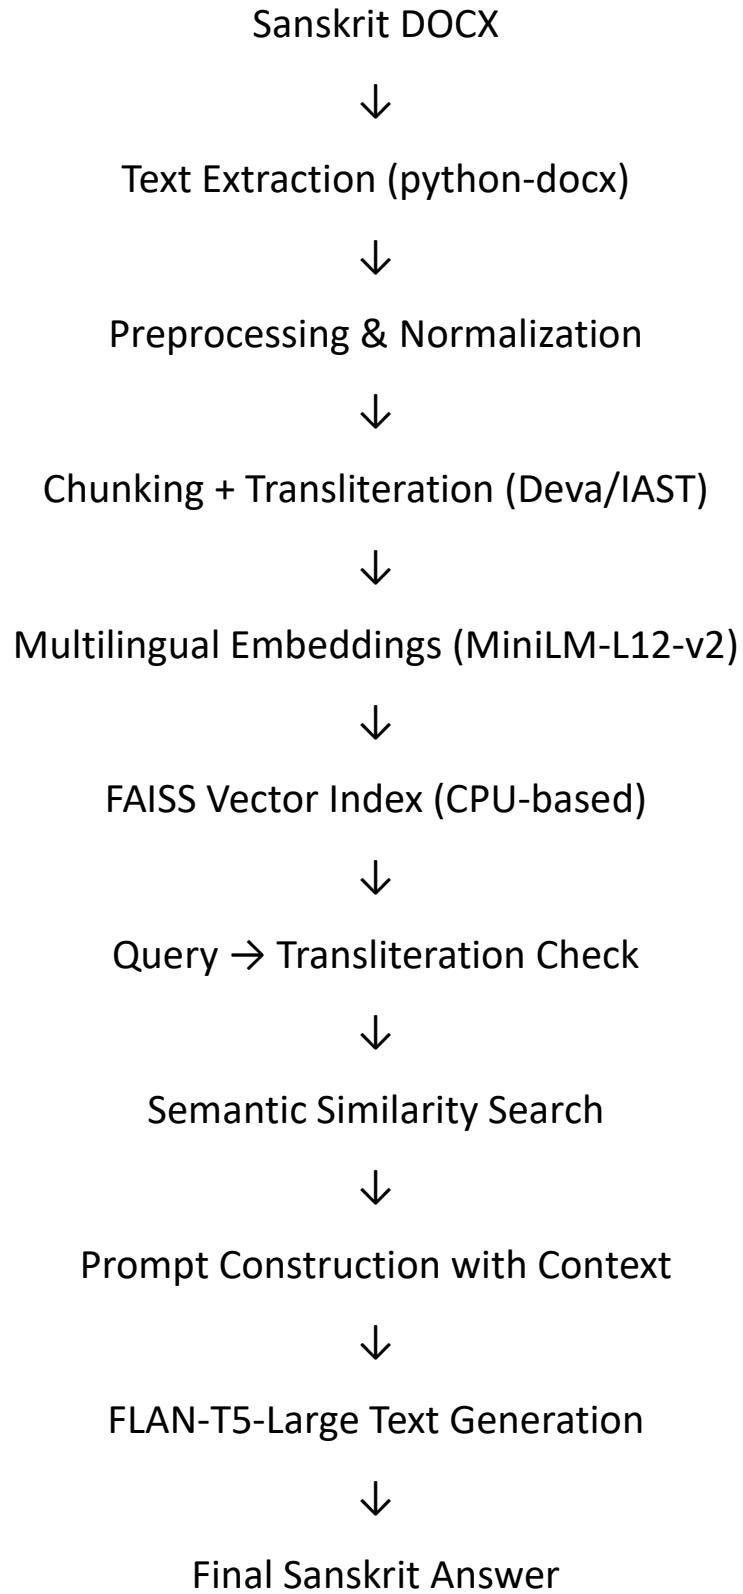 Sanskrit DOCX
↓
Text Extraction (python-docx)
↓
Preprocessing & Normalization
↓
Chunking + Transliteration (Deva/IAST)
↓
Multilingual Embeddings (MiniLM-L12-v2)
↓
FAISS Vector Index (CPU-based)
↓
Query → Transliteration Check
↓
Semantic Similarity Search
↓
Prompt Construction with Context
↓
FLAN-T5-Large Text Generation
↓
Final Sanskrit Answer